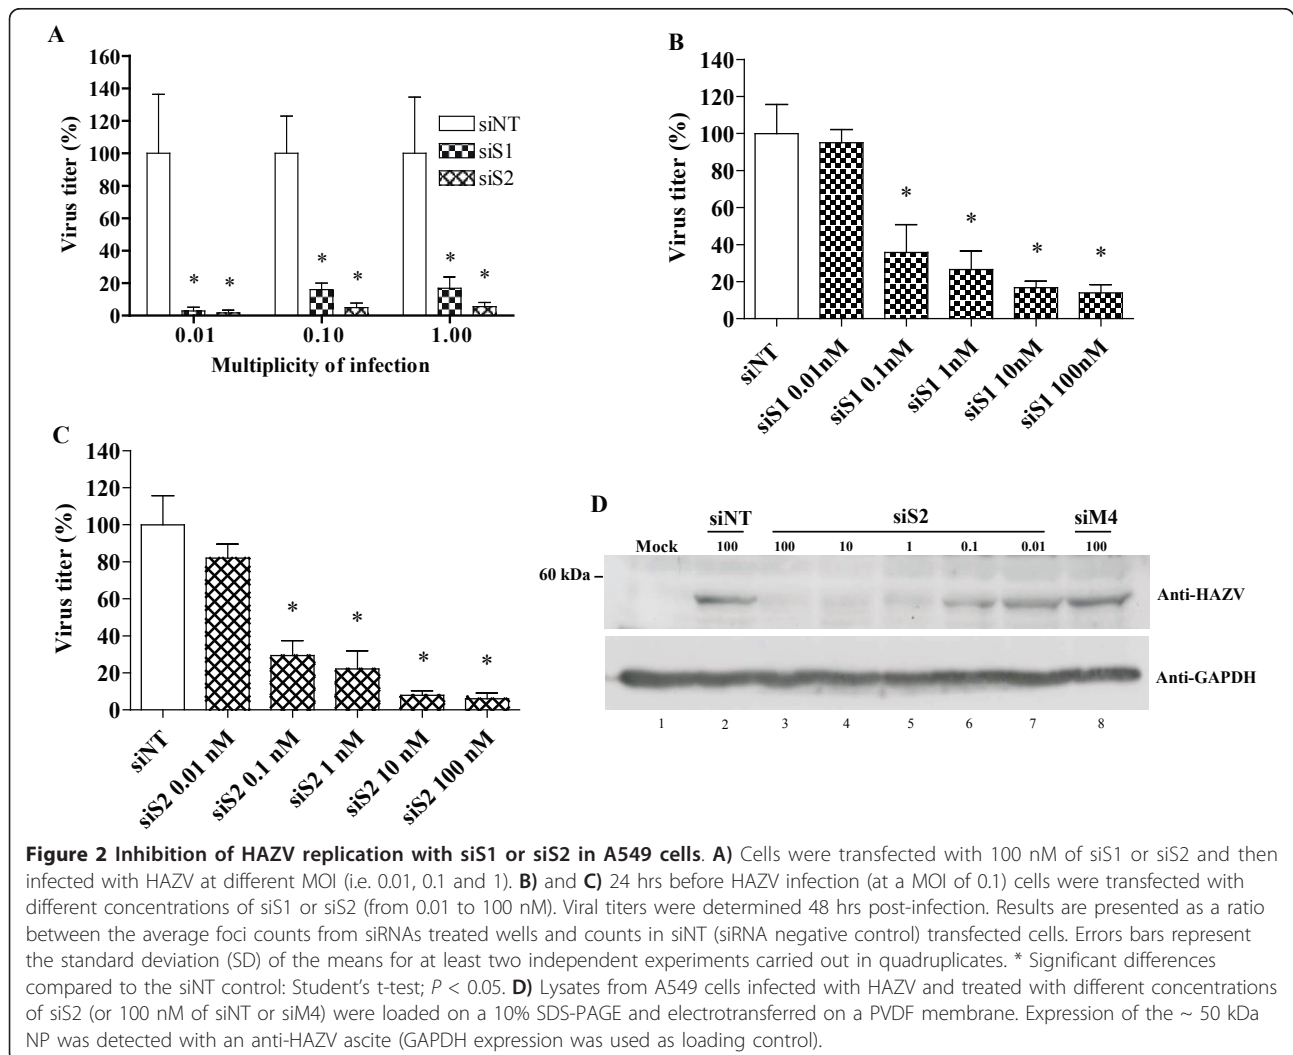 A
160
140
120
100
80
60
40
20
0
Virus titer (%)
siNT
siS1
siS2
* * * * * *
0.01 0.10 1.00
Multiplicity of infection
B
140
120
100
80
60
40
20
0
Virus titer (%)
* * * *
siNT
siS1 0.01nM
siS1 0.1nM
siS1 1nM
siS1 10nM
siS1 100nM
C
140
120
100
80
60
40
20
0
Virus titer (%)
* * * *
siNT
siS2 0.01 nM
siS2 0.1 nM
siS2 1 nM
siS2 10 nM
siS2 100 nM
D
siNT siS2 siM4
Mock 100 100 10 1 0.1 0.01 100
60 kDa
Anti-HAZV
Anti-GAPDH
1 2 3 4 5 6 7 8
Figure 2 Inhibition of HAZV replication with siS1 or siS2 in A549 cells. A) Cells were transfected with 100 nM of siS1 or siS2 and then
infected with HAZV at different MOI (i.e. 0.01, 0.1 and 1). B) and C) 24 hrs before HAZV infection (at a MOI of 0.1) cells were transfected with
different concentrations of siS1 or siS2 (from 0.01 to 100 nM). Viral titers were determined 48 hrs post-infection. Results are presented as a ratio
between the average foci counts from siRNAs treated wells and counts in siNT (siRNA negative control) transfected cells. Errors bars represent
the standard deviation (SD) of the means for at least two independent experiments carried out in quadruplicates. * Significant differences
compared to the siNT control: Student's t-test; P < 0.05. D) Lysates from A549 cells infected with HAZV and treated with different concentrations
of siS2 (or 100 nM of siNT or siM4) were loaded on a 10% SDS-PAGE and electrotransferred on a PVDF membrane. Expression of the ~ 50 kDa
NP was detected with an anti-HAZV ascite (GAPDH expression was used as loading control).